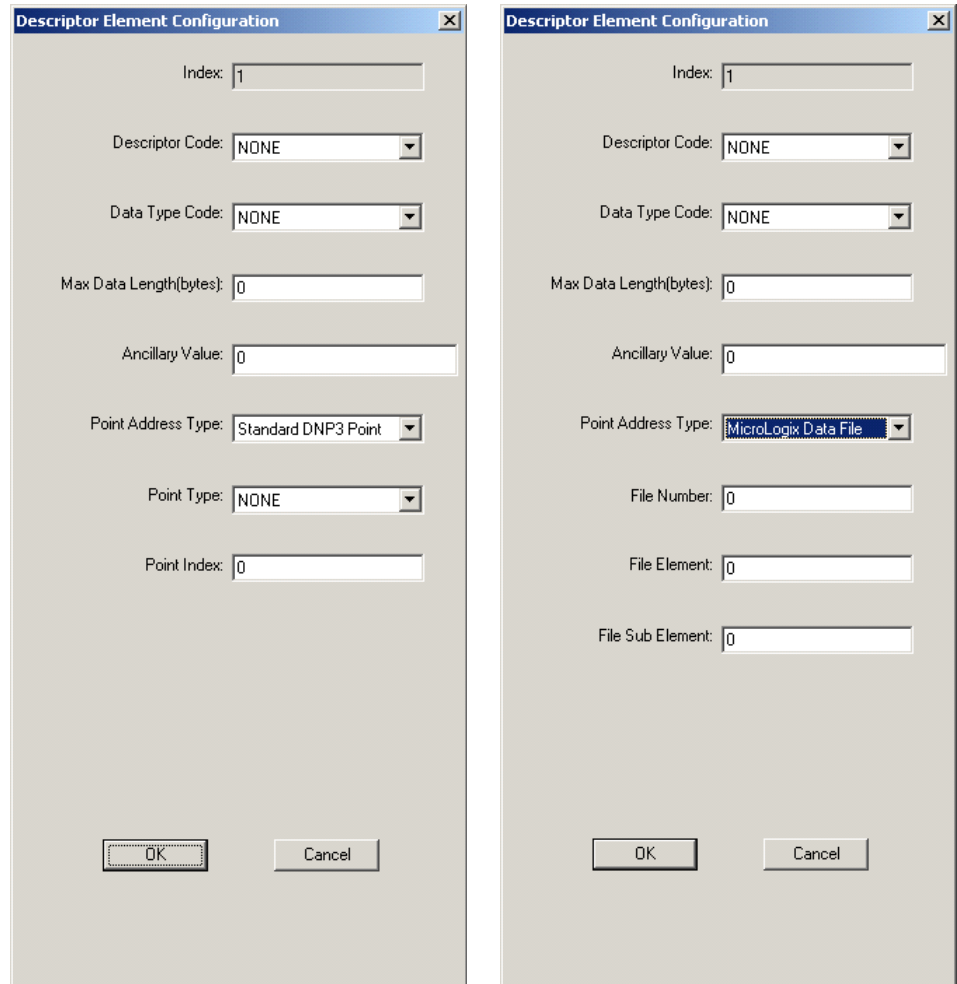 Descriptor Element Configuration
Index: 1
Descriptor Code: NONE
Data Type Code: NONE
Max Data Length(bytes): 0
Ancillary Value: 0
Point Address Type: Standard DNP3 Point
Point Type: NONE
Point Index: 0
OK Cancel
Descriptor Element Configuration
Index: 1
Descriptor Code: NONE
Data Type Code: NONE
Max Data Length(bytes): 0
Ancillary Value: 0
Point Address Type: MicroLogix Data File
File Number: 0
File Element: 0
File Sub Element: 0
OK Cancel